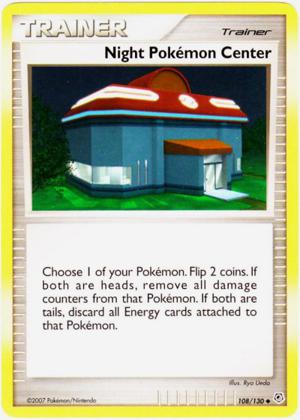 TRAINER
Trainer
Night Pokémon Center
Choose 1 of your Pokémon. Flip 2 coins. If
both are heads, remove all damage
counters from that Pokémon. If both are
tails, discard all Energy cards attached
to that Pokémon.
Illus. Ryo Ueda
©2007 Pokémon/Nintendo
108/130